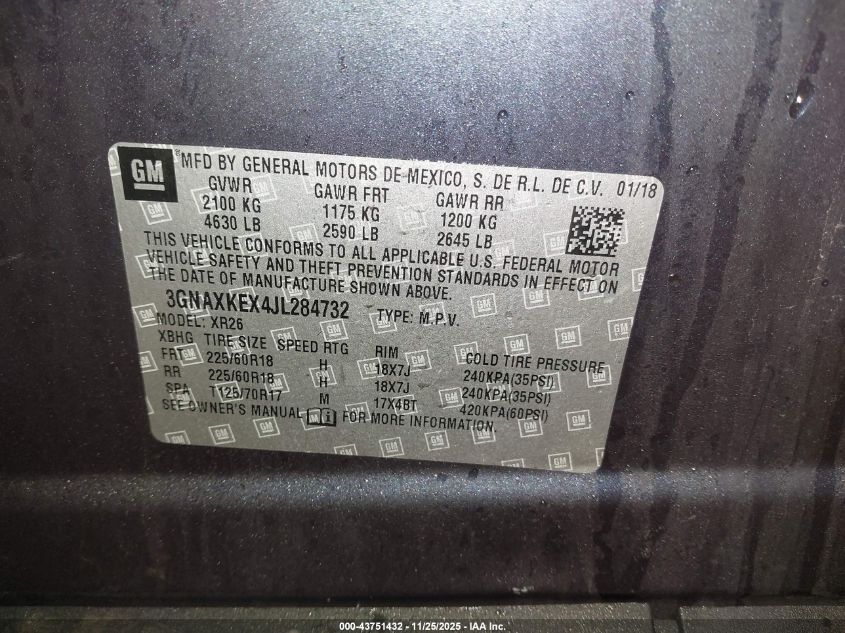 GM ® MFD BY GENERAL MOTORS DE MEXICO, S. DE R.L. DE C.V. 01/18
GVWR GAWR FRT GAWR RR
2100 KG 1175 KG 1200 KG
4630 LB 2590 LB 2645 LB
THIS VEHICLE CONFORMS TO ALL APPLICABLE U.S. FEDERAL MOTOR
VEHICLE SAFETY AND THEFT PREVENTION STANDARDS IN EFFECT ON
THE DATE OF MANUFACTURE SHOWN ABOVE.
3GNAXKEX4JL284732 TYPE: M.P.V.
MODEL: XR26
XBHG TIRE SIZE SPEED RTG RIM COLD TIRE PRESSURE
FRT 225/60R18 H 18X7J 240KPA(35PSI)
RR 225/60R18 H 18X7J 240KPA(35PSI)
SPA T125/70R17 M 17X4BT 420KPA(60PSI)
SEE OWNER'S MANUAL FOR MORE INFORMATION.
000-43751432 - 11/25/2025 - IAA Inc.